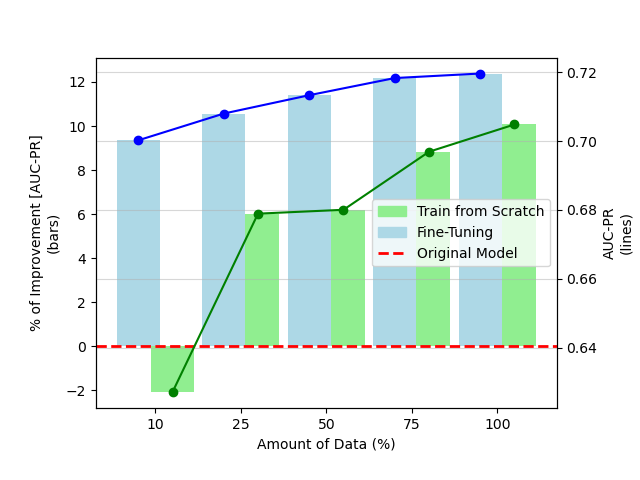 % of Improvement [AUC-PR]
(bars)
12
10
8
6
4
2
0
−2
0.72
0.70
0.68
0.66
0.64
AUC-PR
(lines)
Train from Scratch
Fine-Tuning
Original Model
10 25 50 75 100
Amount of Data (%)